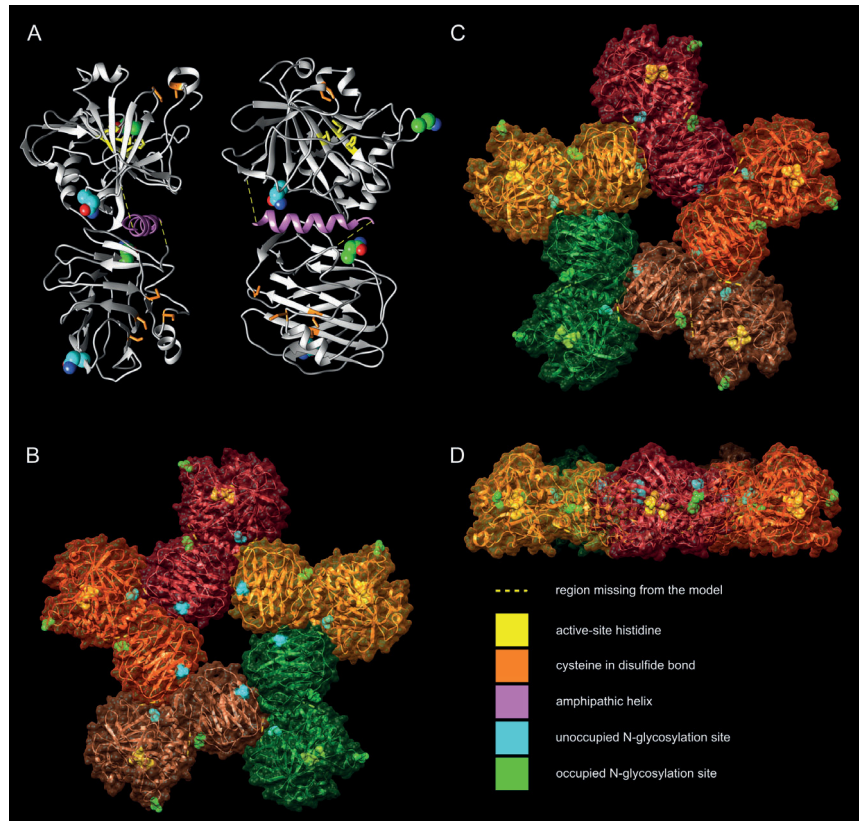 A
C
B
D
region missing from the model
active-site histidine
cysteine in disulfide bond
amphipathic helix
unoccupied N-glycosylation site
occupied N-glycosylation site